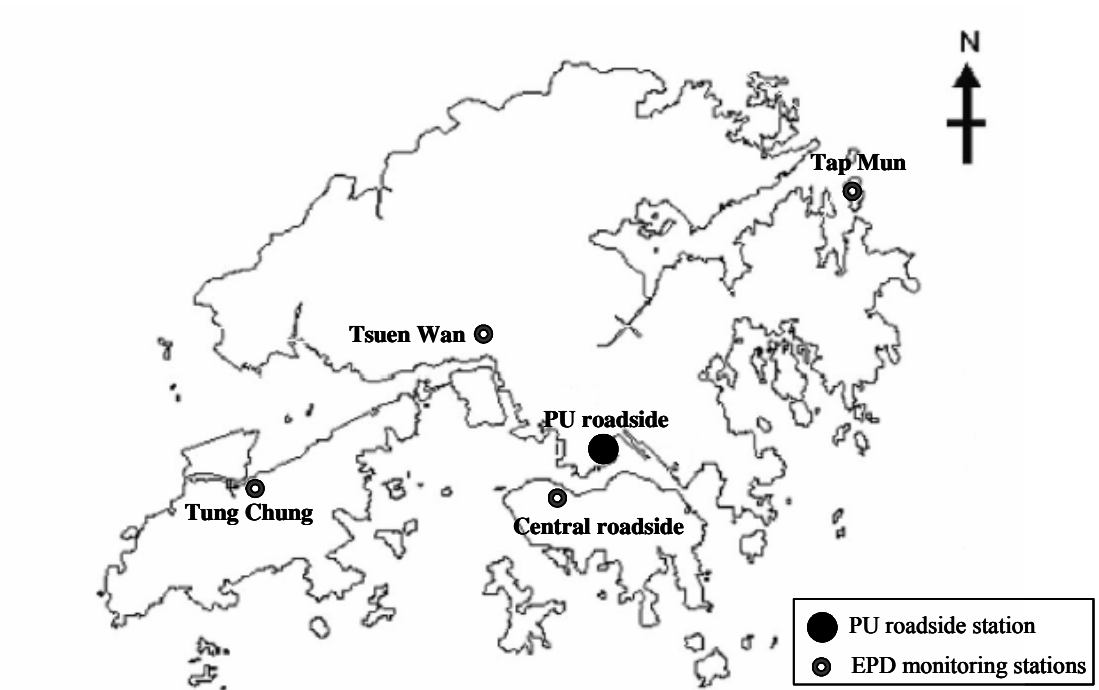 N
Tap Mun
Tsuen Wan
PU roadside
Tung Chung
Central roadside
PU roadside station
EPD monitoring stations